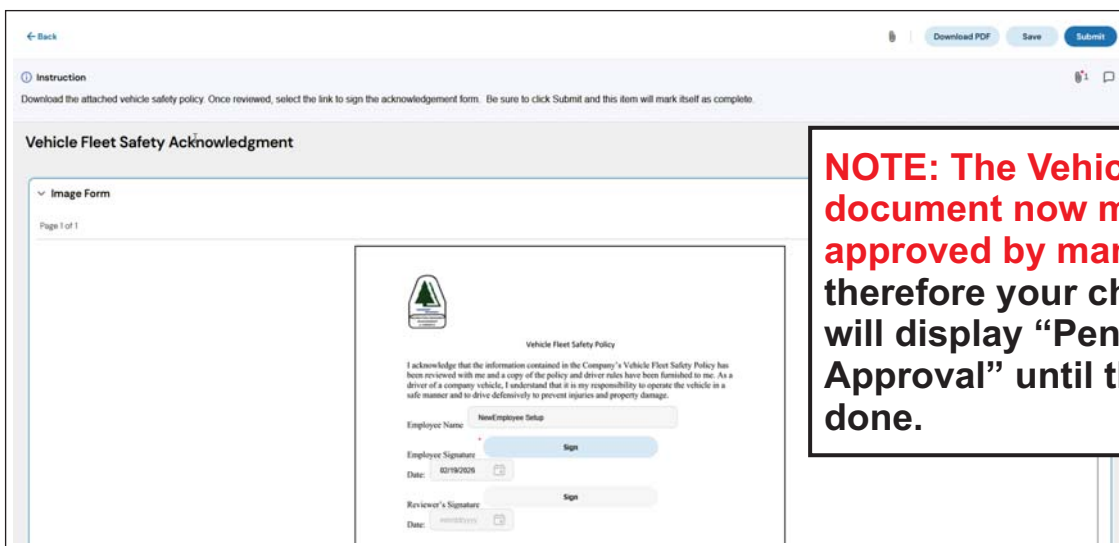 Back
Download PDF Save Submit
Instruction
1
Download the attached vehicle safety policy. Once reviewed, select the link to sign the acknowledgement form. Be sure to click Submit and this item will mark itself as complete.
Vehicle Fleet Safety Acknowledgment
Image Form
Page 1 of 1
Vehicle Fleet Safety Policy
I acknowledge that the information contained in the Company's Vehicle Fleet Safety Policy has
been reviewed with me and a copy of the policy and driver rules have been furnished to me. As a
driver of a company vehicle, I understand that it is my responsibility to operate the vehicle in a
safe manner and to drive defensively to prevent injuries and property damage.
Employee Name NewEmployee Setup
Employee Signature * Sign
Date: 02/19/2026
Reviewer's Signature Sign
Date: mm/dd/yyyy
NOTE: The Vehic
document now m
approved by mar
therefore your ch
will display "Pen
Approval" until t
done.